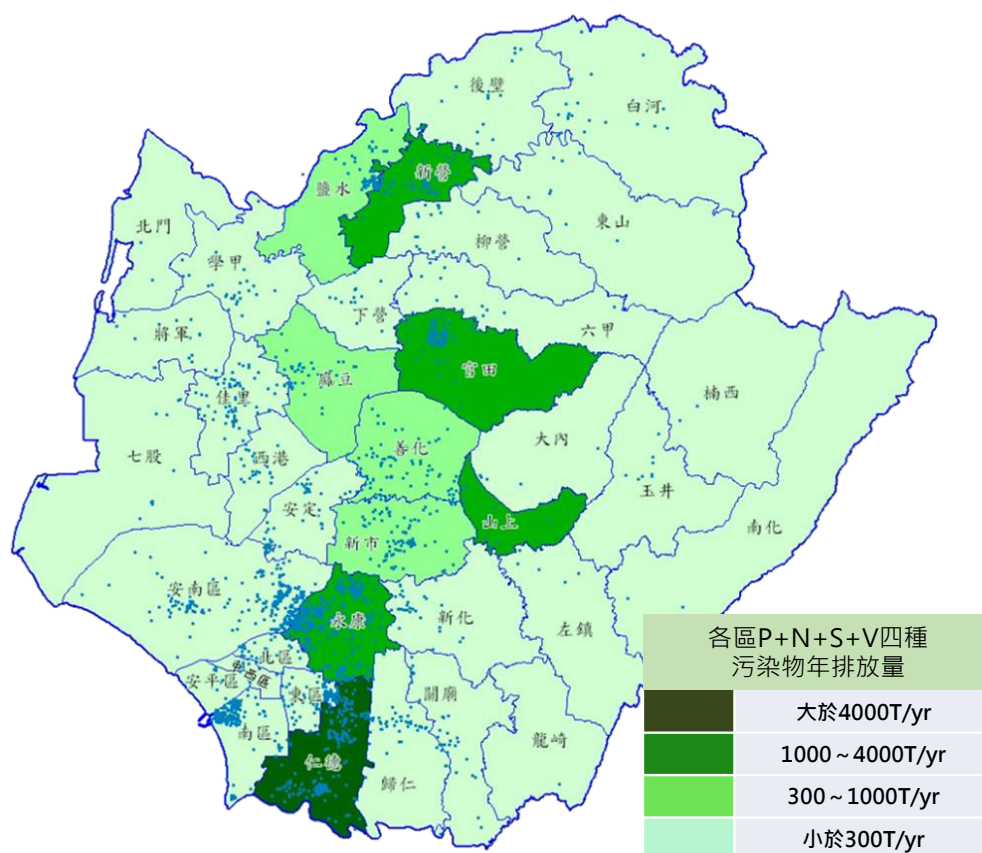 後壁
白河
鹽水
新營
北門
東山
學甲
柳營
下營
將軍
六甲
官田
麻豆
佳里
楠西
七股
善化
大內
西港
玉井
安定
山上
南化
新市
安南區
永康
新化
左鎮
北區
中西區
安平區
東區
關廟
南區
龍崎
仁德
歸仁
各區P+N+S+V四種
污染物年排放量
大於4000T/yr
1000～4000T/yr
300～1000T/yr
小於300T/yr